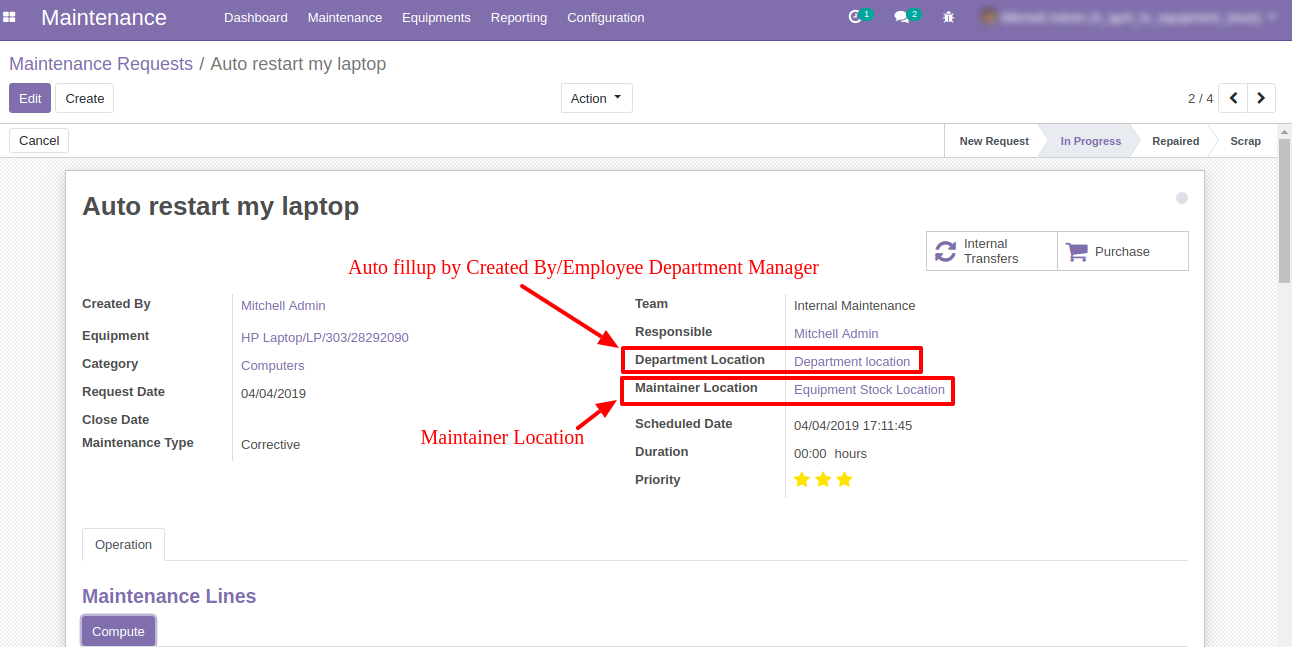 Maintenance Dashboard Maintenance Equipments Reporting Configuration 1 2
Maintenance Requests / Auto restart my laptop
Edit Create Action 2 / 4
Cancel New Request In Progress Repaired Scrap
Auto restart my laptop
Internal Transfers Purchase
Auto fillup by Created By/Employee Department Manager
Created By Mitchell Admin
Equipment HP Laptop/LP/303/28292090
Category Computers
Request Date 04/04/2019
Close Date
Maintenance Type Corrective
Team Internal Maintenance
Responsible Mitchell Admin
Department Location Department location
Maintainer Location Equipment Stock Location
Maintainer Location
Scheduled Date 04/04/2019 17:11:45
Duration 00:00 hours
Priority
Operation
Maintenance Lines
Compute